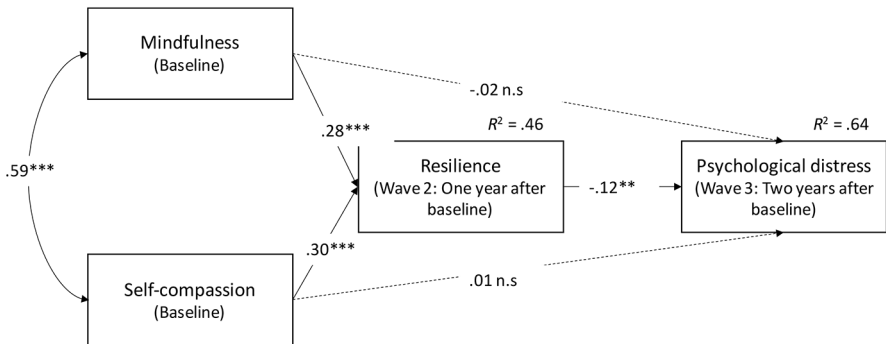 Mindfulness
(Baseline)
-.02 n.s
.28***
R² = .46
R² = .64
.59***
Resilience
(Wave 2: One year after
baseline)
-.12**
Psychological distress
(Wave 3: Two years after
baseline)
.30***
Self-compassion
(Baseline)
.01 n.s